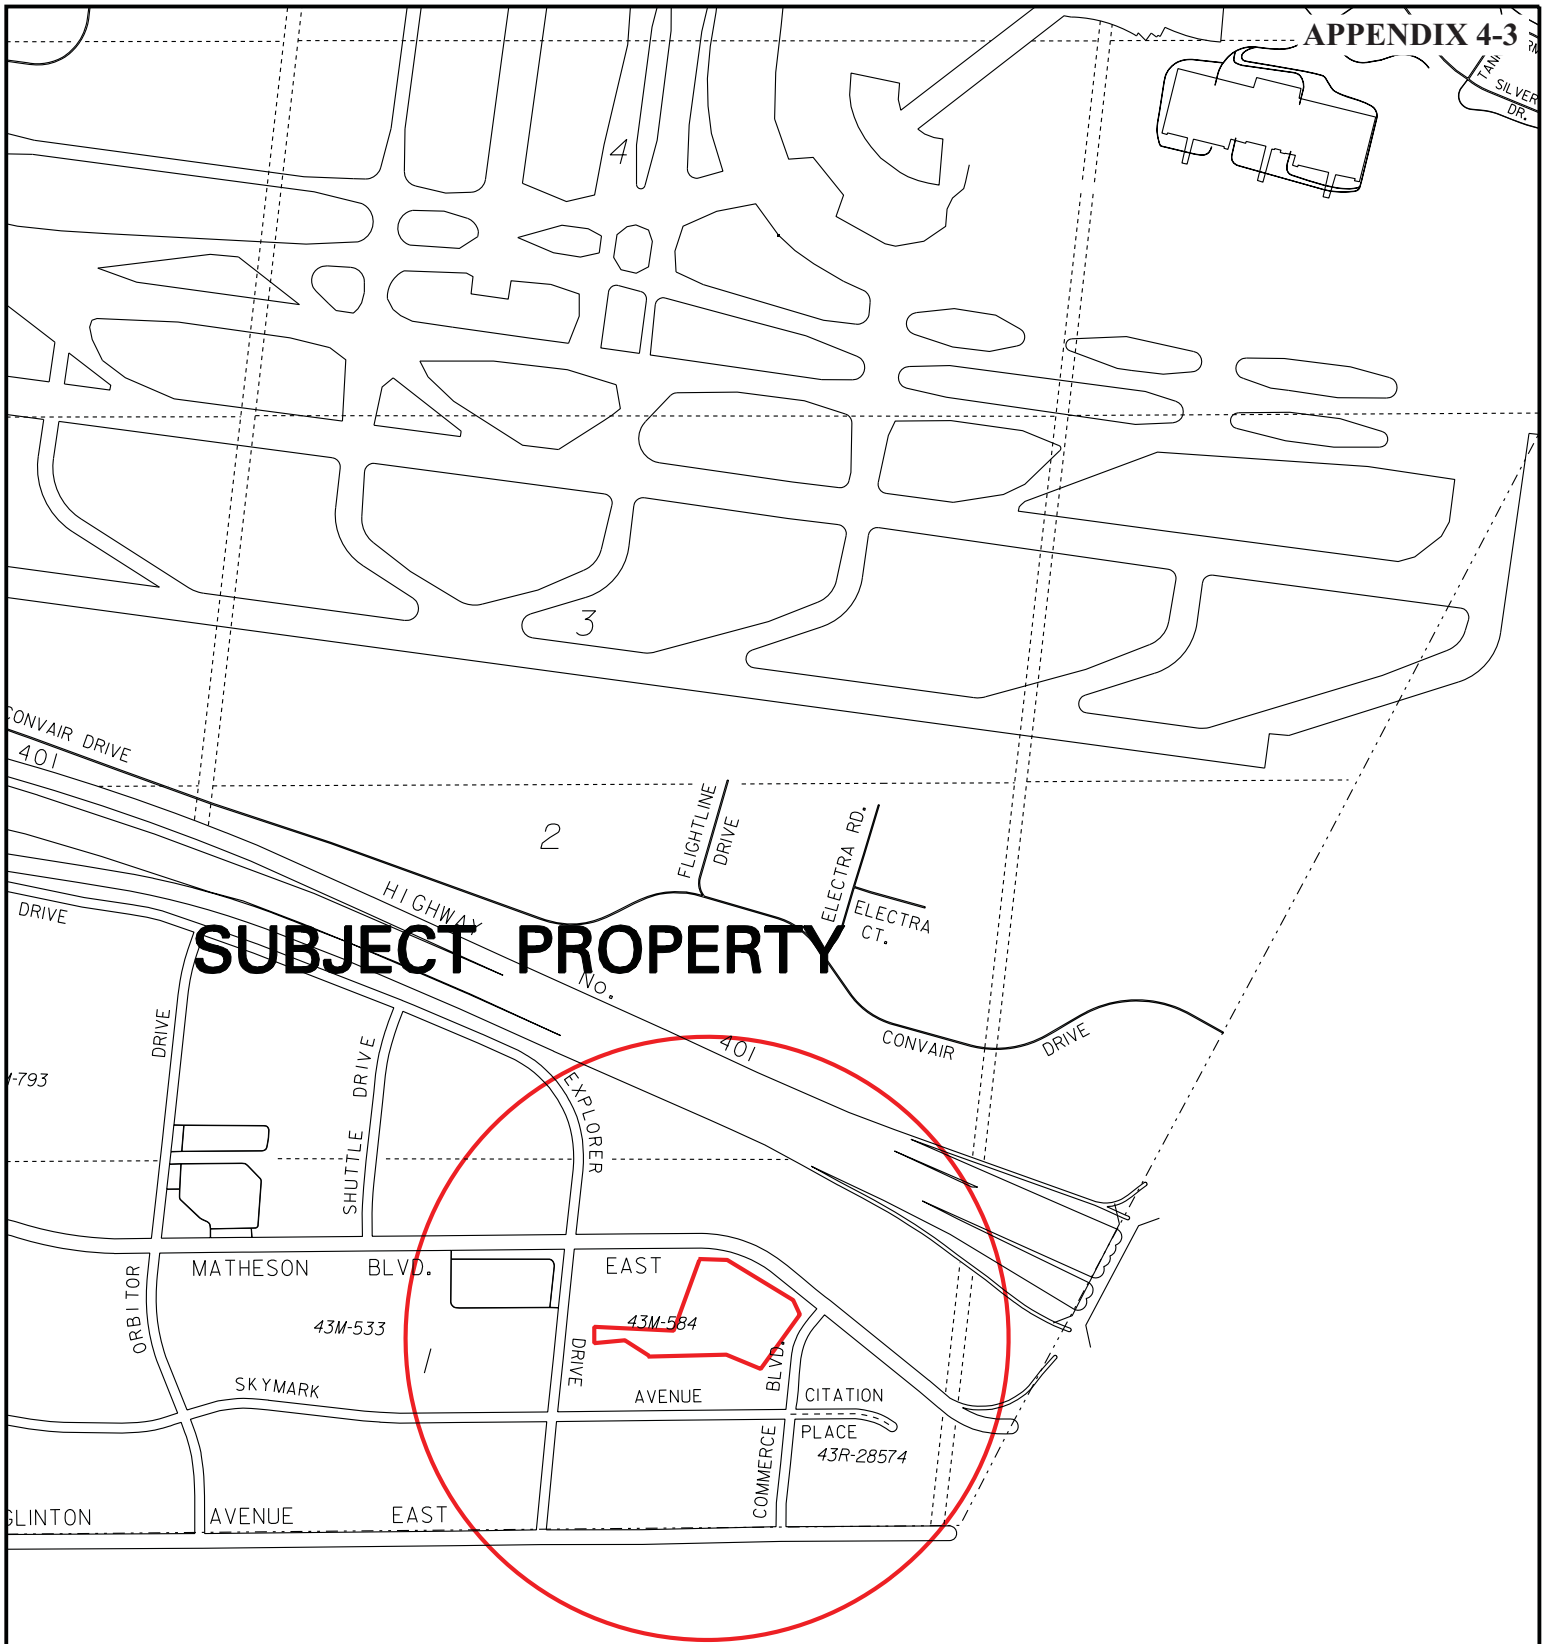 APPENDIX 4-3
SILVER
DR.
4
3
CONVAIR DRIVE
401
2
FLIGHTLINE
DRIVE
ELECTRA RD.
ELECTRA
CT.
HIGHWAY
DRIVE
SUBJECT PROPERTY
No.
401
CONVAIR
DRIVE
DRIVE
SHUTTLE DRIVE
EXPLORER
-793
MATHESON BLVD. EAST
ORBITOR
43M-533
43M-584
1
DRIVE
BLVD.
SKYMARK
AVENUE
CITATION
PLACE
43R-28574
COMMERCE
GLINTON AVENUE EAST